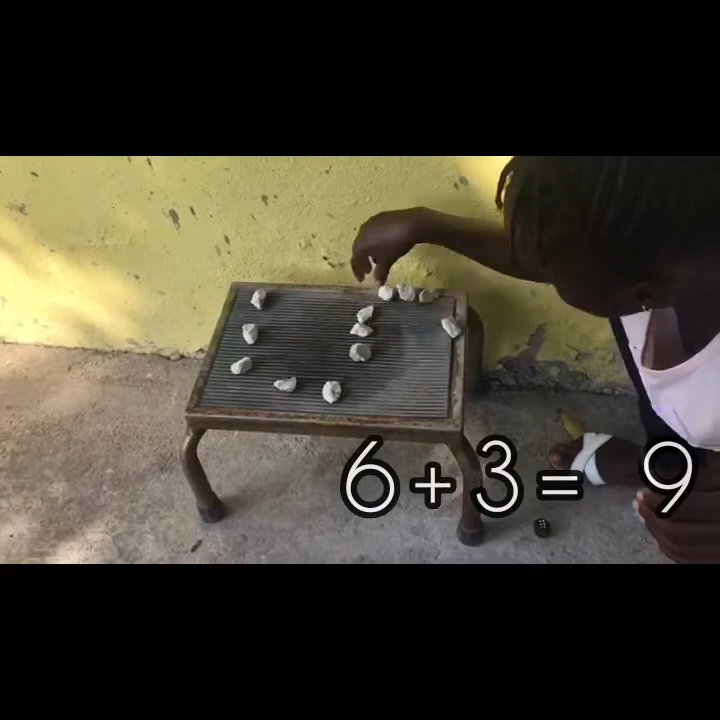 6 + 3 = 9